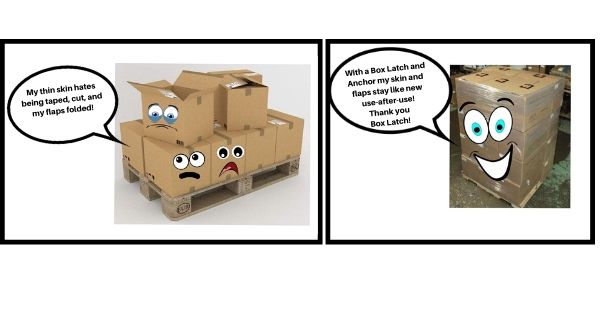 My thin skin hates
being taped, cut, and
my flaps folded!
With a Box Latch and
Anchor my skin and
flaps stay like new
use-after-use!
Thank you
Box Latch!